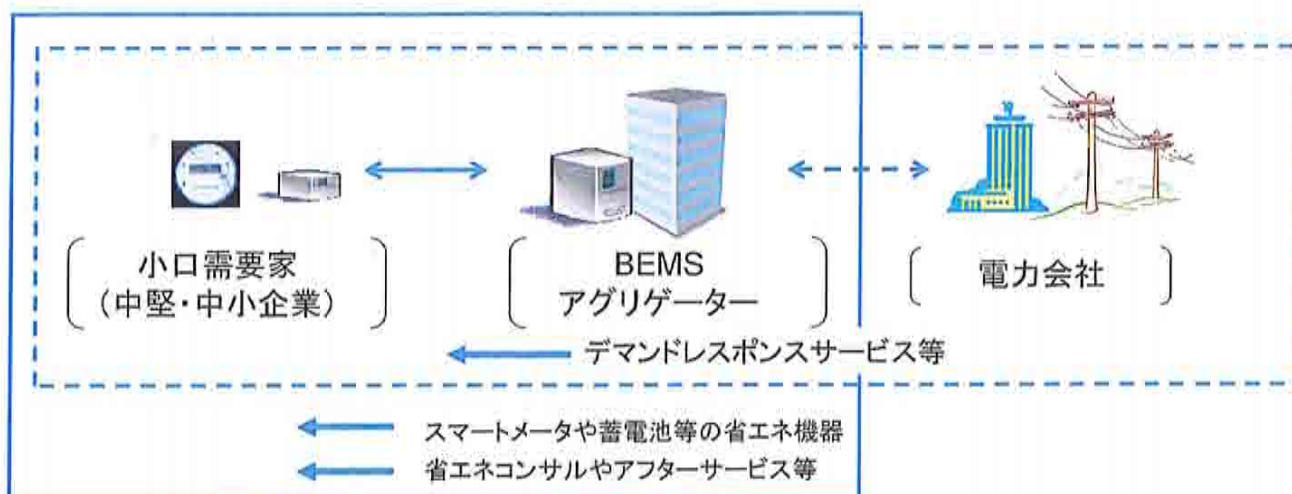 小口需要家
（中堅・中小企業）
BEMS
アグリゲーター
電力会社
デマンドレスポンスサービス等
スマートメータや蓄電池等の省エネ機器
省エネコンサルやアフターサービス等